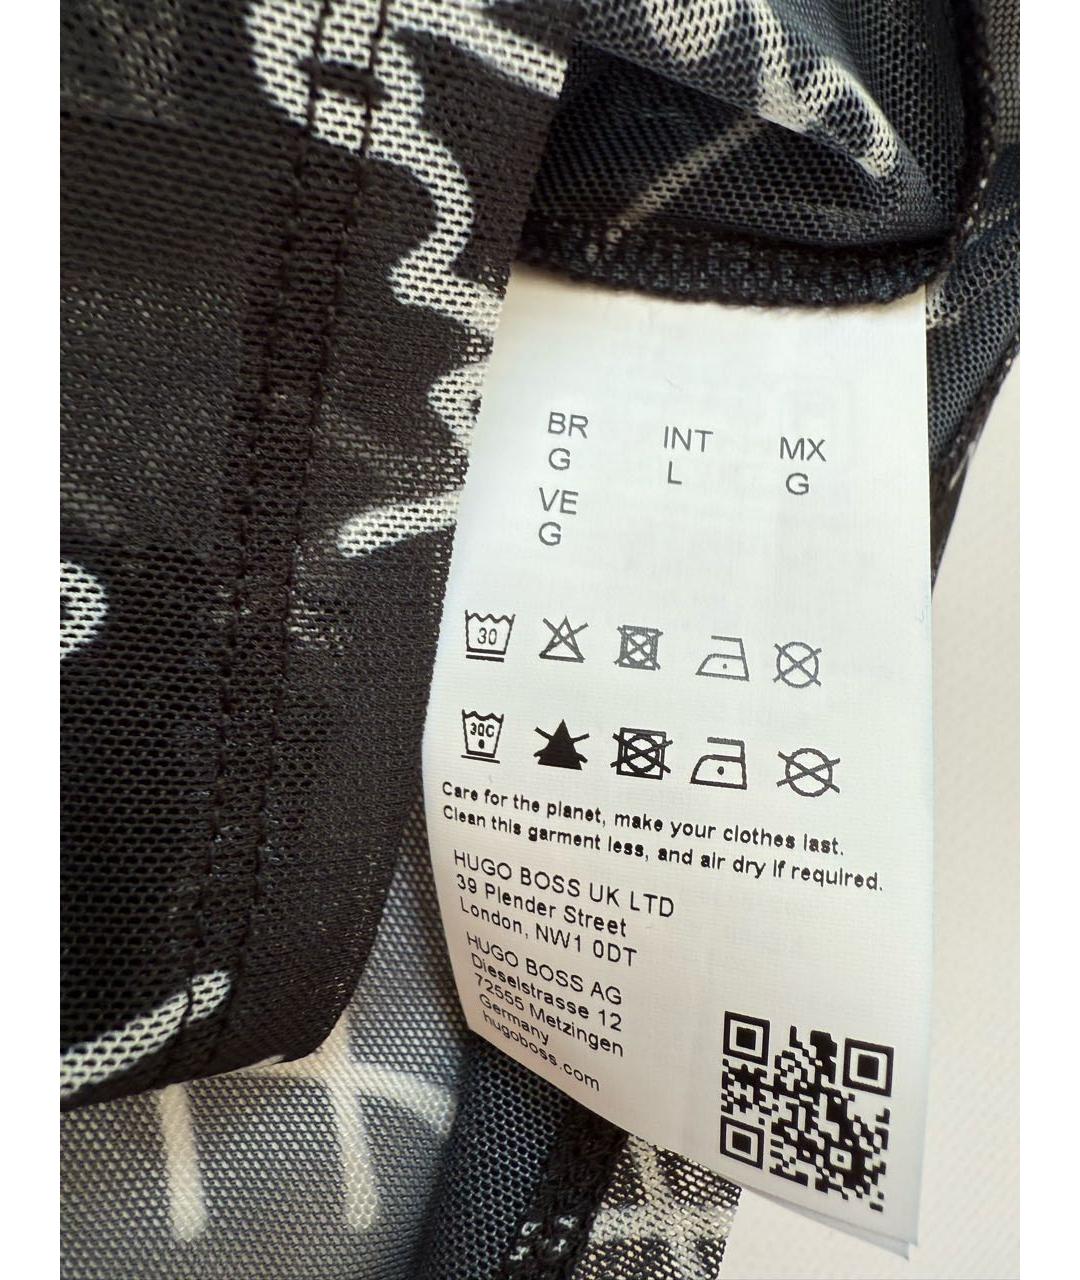 BR INT MX
G L G
VE
G
30
30C
Care for the planet, make your clothes last.
Clean this garment less, and air dry if required.
HUGO BOSS UK LTD
39 Plender Street
London, NW1 0DT
HUGO BOSS AG
Dieselstrasse 12
72555 Metzingen
Germany
hugoboss.com